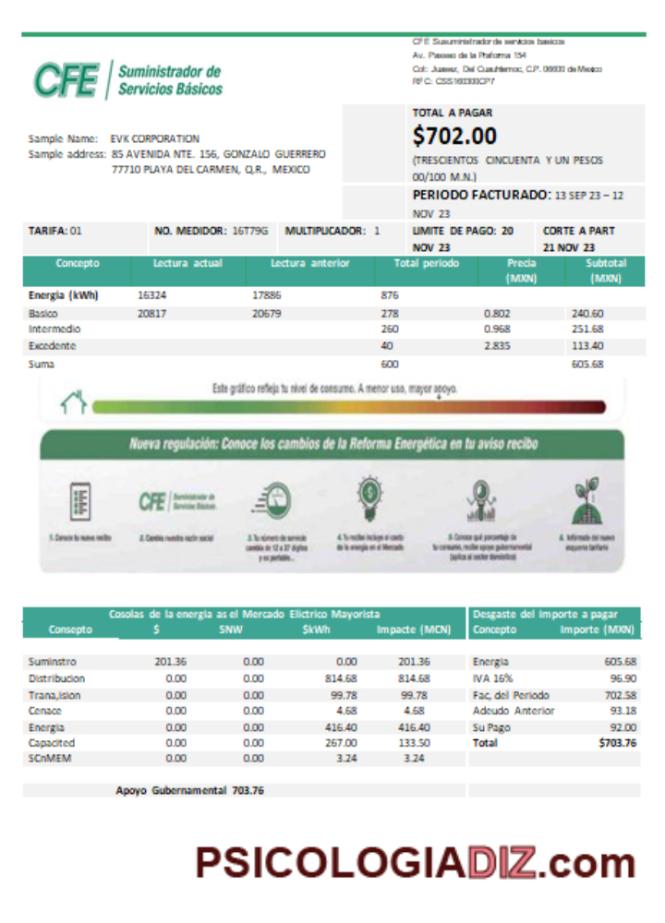 CFE Susuministrador de servicios basicos
Av. Passeo de la Praforma 154
Col: Juarez, Del Cuauhtemoc, C.P. 06600 de Mexico
RFC: CSS160330CP7
CFE
Suministrador de
Servicios Básicos
TOTAL A PAGAR
$702.00
(TRESCIENTOS CINCUENTA Y UN PESOS
00/100 M.N.)
Sample Name: EVK CORPORATION
Sample address: 85 AVENIDA NTE. 156, GONZALO GUERRERO
77710 PLAYA DEL CARMEN, Q.R., MEXICO
PERIODO FACTURADO: 13 SEP 23 – 12
NOV 23
TARIFA: 01 NO. MEDIDOR: 16T79G MULTIPUCADOR: 1 LIMITE DE PAGO: 20 CORTE A PART
NOV 23 21 NOV 23
Concepto Lectura actual Lectura anterior Total periodo Precia Subtotal
(MXN) (MXN)
Energia (kWh) 16324 17886 876
Basico 20817 20679 278 0.802 240.60
Intermedio 260 0.968 251.68
Excedente 40 2.835 113.40
Suma 600 605.68
Este gráfico refleja tu nivel de consumo. A menor uso, mayor apoyo.
Nueva regulación: Conoce los cambios de la Reforma Energética en tu aviso recibo
CFE Suministrador de
Servicios Básicos
1. Conoce tu nuevo recibo
2. Cambia nuestra razón social
3. Tu número de servicio
cambia de 12 a 27 dígitos
4. Tu recibo incluye el costo
de la energía en el Mercado
5. Conoce qué porcentaje de
tu consumo, recibe apoyo gubernamental
(aplica al sector doméstico)
6. Infórmate del nuevo
esquema tarifario
Cosolas de la energia as el Mercado Elictrico Mayorista Desgaste del importe a pagar
Consepto $ SNW $kWh Impacte (MCN) Concepto Importe (MXN)
Suminstro 201.36 0.00 0.00 201.36 Energia 605.68
Distribucion 0.00 0.00 814.68 814.68 IVA 16% 96.90
Trana,ision 0.00 0.00 99.78 99.78 Fac, del Periodo 702.58
Cenace 0.00 0.00 4.68 4.68 Adeudo Anterior 93.18
Energia 0.00 0.00 416.40 416.40 Su Pago 92.00
Capacited 0.00 0.00 267.00 133.50 Total $703.76
SCnMEM 0.00 0.00 3.24 3.24
Apoyo Gubernamental 703.76
PSICOLOGIADIZ.com